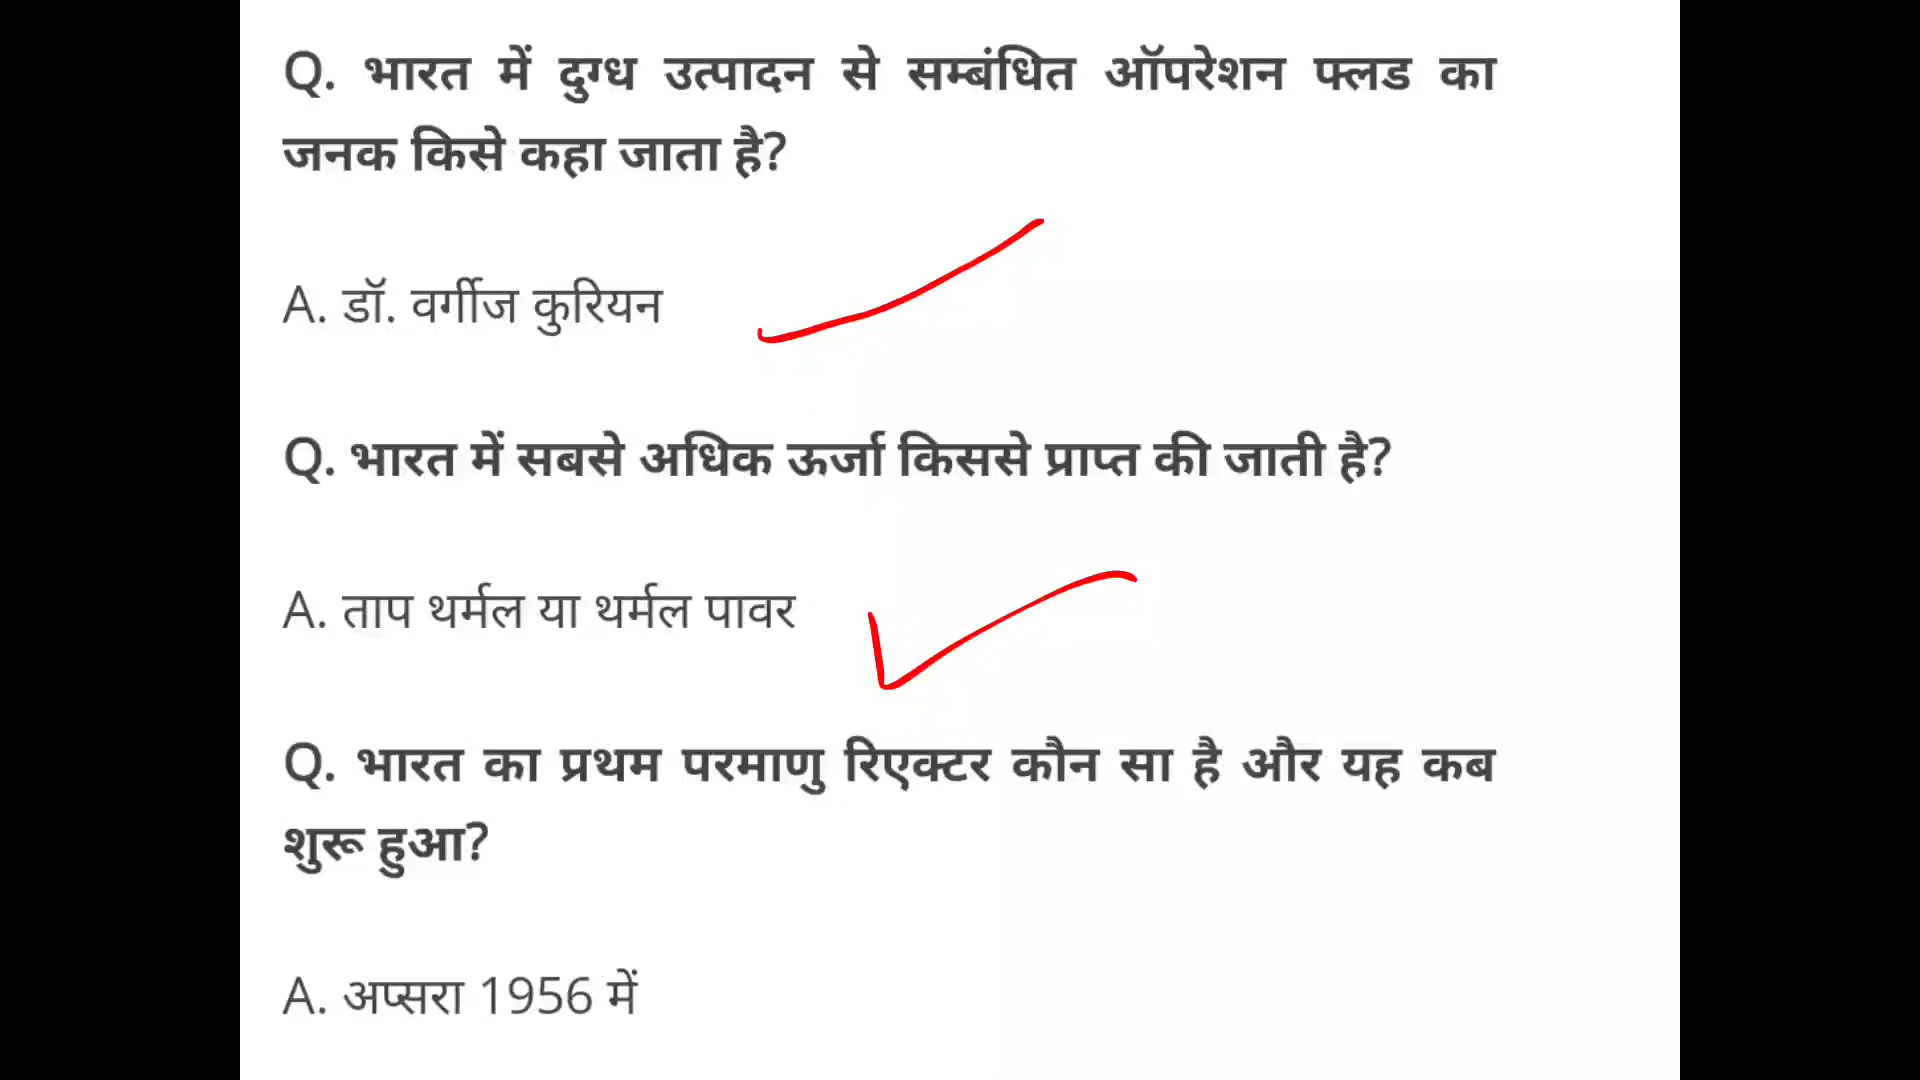 Q. भारत में दुग्ध उत्पादन से सम्बंधित ऑपरेशन फ्लड का
जनक किसे कहा जाता है?
A. डॉ. वर्गीज कुरियन
Q. भारत में सबसे अधिक ऊर्जा किससे प्राप्त की जाती है?
A. ताप थर्मल या थर्मल पावर
Q. भारत का प्रथम परमाणु रिएक्टर कौन सा है और यह कब
शुरू हुआ?
A. अप्सरा 1956 में